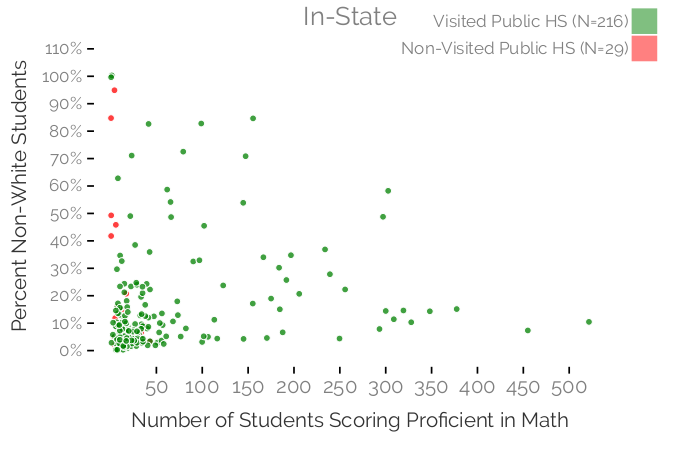 In-State
Visited Public HS (N=216)
Non-Visited Public HS (N=29)
Percent Non-White Students
110%
100%
90%
80%
70%
60%
50%
40%
30%
20%
10%
0%
50 100 150 200 250 300 350 400 450 500
Number of Students Scoring Proficient in Math